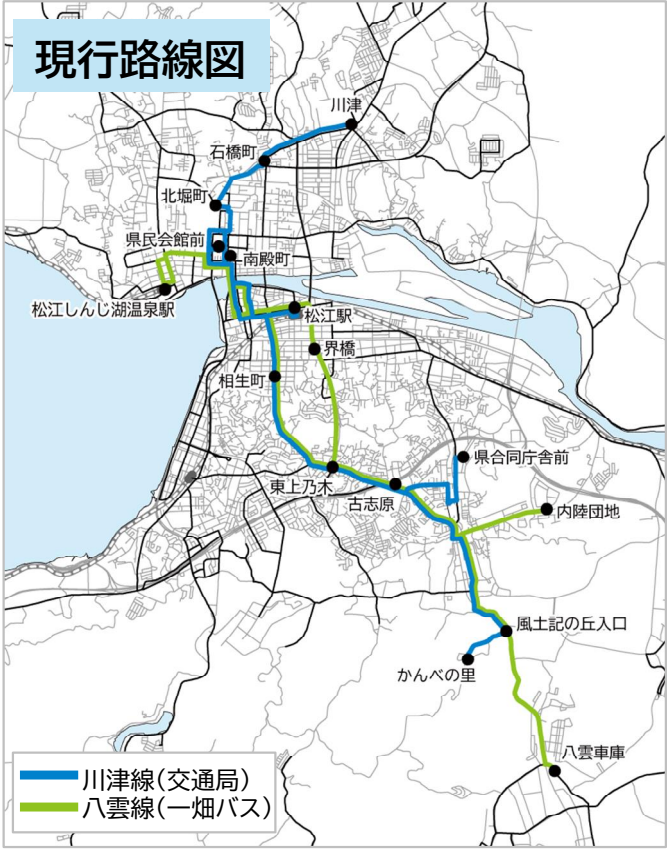 現行路線図
川津
石橋町
北堀町
県民会館前
南殿町
松江しんじ湖温泉駅
松江駅
界橋
相生町
県合同庁舎前
東上乃木
古志原
内陸団地
風土記の丘入口
かんべの里
八雲車庫
川津線(交通局)
八雲線(一畑バス)